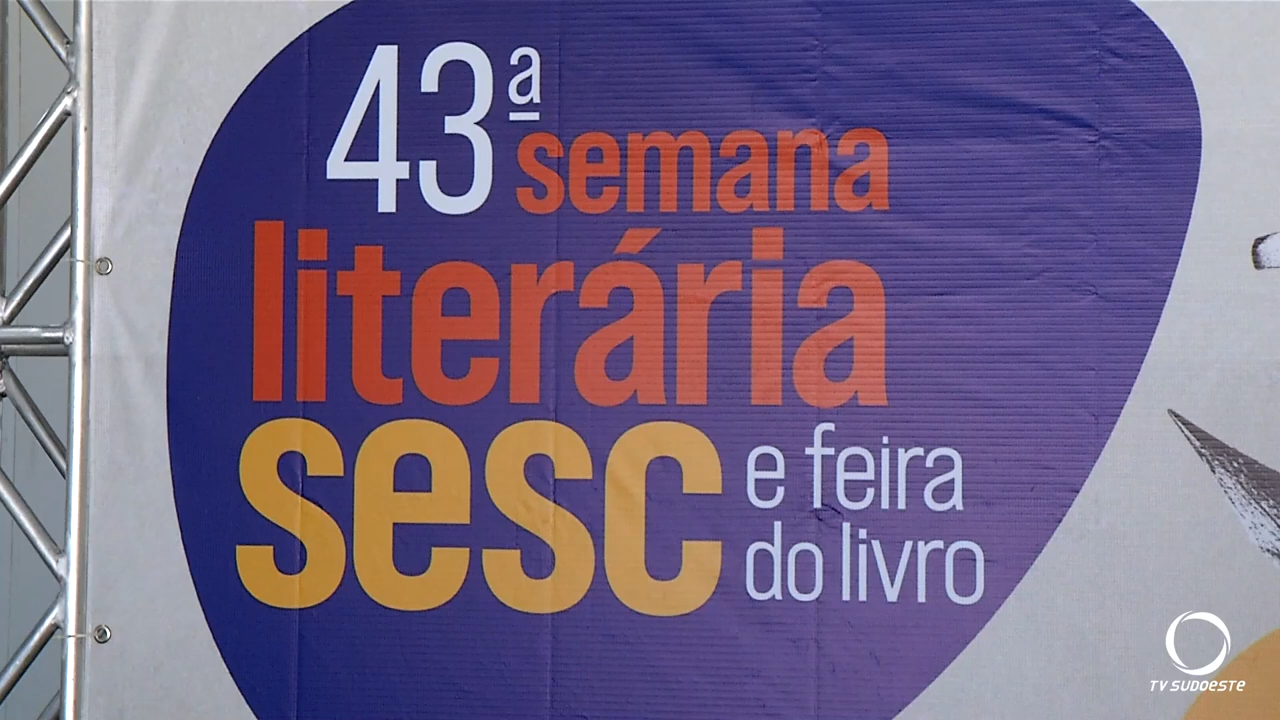 43ª semana
literária
sesc e feira
do livro
TV SUDOESTE